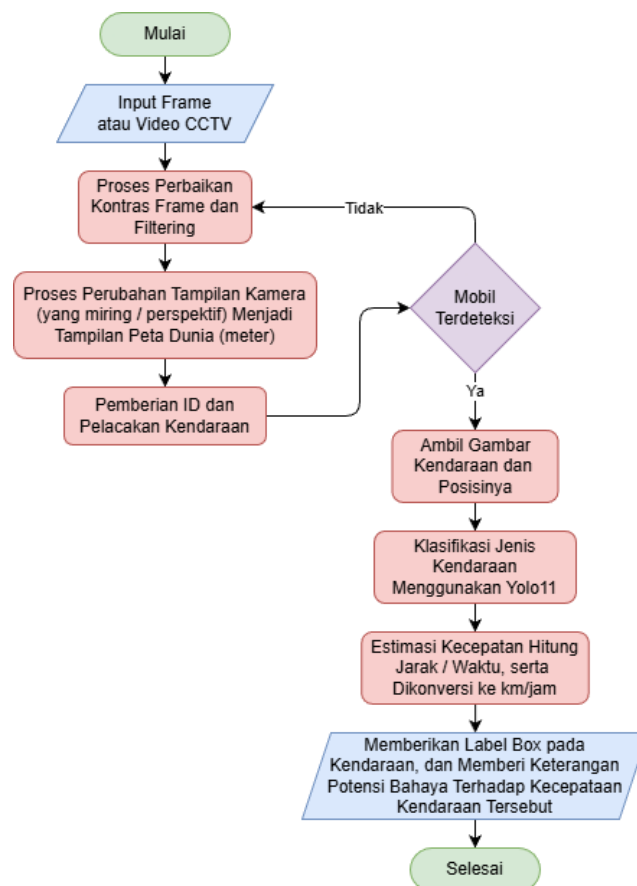 Mulai
Input Frame
atau Video CCTV
Proses Perbaikan
Kontras Frame dan
Filtering
Tidak
Proses Perubahan Tampilan Kamera
(yang miring / perspektif) Menjadi
Tampilan Peta Dunia (meter)
Mobil
Terdeteksi
Pemberian ID dan
Pelacakan Kendaraan
Ya
Ambil Gambar
Kendaraan dan
Posisinya
Klasifikasi Jenis
Kendaraan
Menggunakan Yolo11
Estimasi Kecepatan Hitung
Jarak / Waktu, serta
Dikonversi ke km/jam
Memberikan Label Box pada
Kendaraan, dan Memberi Keterangan
Potensi Bahaya Terhadap Kecepataan
Kendaraan Tersebut
Selesai